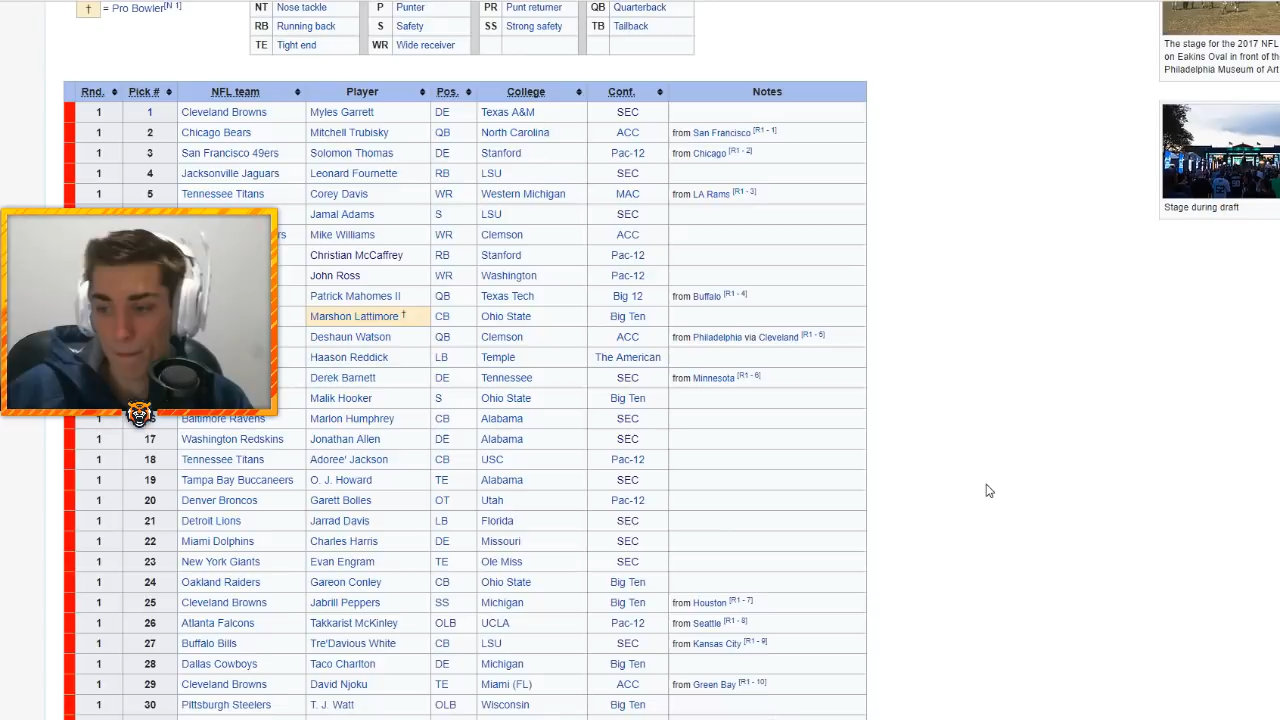 † = Pro Bowler[N 1]
NT Nose tackle P Punter PR Punt returner QB Quarterback
RB Running back S Safety SS Strong safety TB Tailback
TE Tight end WR Wide receiver
The stage for the 2017 NFL
on Eakins Oval in front of the
Philadelphia Museum of Art
Rnd. Pick # NFL team Player Pos. College Conf. Notes
1 1 Cleveland Browns Myles Garrett DE Texas A&M SEC
1 2 Chicago Bears Mitchell Trubisky QB North Carolina ACC from San Francisco [R1 - 1]
1 3 San Francisco 49ers Solomon Thomas DE Stanford Pac-12 from Chicago [R1 - 2]
1 4 Jacksonville Jaguars Leonard Fournette RB LSU SEC
1 5 Tennessee Titans Corey Davis WR Western Michigan MAC from LA Rams [R1 - 3]
Stage during draft
Jamal Adams S LSU SEC
Mike Williams WR Clemson ACC
Christian McCaffrey RB Stanford Pac-12
John Ross WR Washington Pac-12
Patrick Mahomes II QB Texas Tech Big 12 from Buffalo [R1 - 4]
Marshon Lattimore † CB Ohio State Big Ten
Deshaun Watson QB Clemson ACC from Philadelphia via Cleveland [R1 - 5]
Haason Reddick LB Temple The American
Derek Barnett DE Tennessee SEC from Minnesota [R1 - 6]
Malik Hooker S Ohio State Big Ten
Baltimore Ravens Marlon Humphrey CB Alabama SEC
1 17 Washington Redskins Jonathan Allen DE Alabama SEC
1 18 Tennessee Titans Adoree' Jackson CB USC Pac-12
1 19 Tampa Bay Buccaneers O. J. Howard TE Alabama SEC
1 20 Denver Broncos Garett Bolles OT Utah Pac-12
1 21 Detroit Lions Jarrad Davis LB Florida SEC
1 22 Miami Dolphins Charles Harris DE Missouri SEC
1 23 New York Giants Evan Engram TE Ole Miss SEC
1 24 Oakland Raiders Gareon Conley CB Ohio State Big Ten
1 25 Cleveland Browns Jabrill Peppers SS Michigan Big Ten from Houston [R1 - 7]
1 26 Atlanta Falcons Takkarist McKinley OLB UCLA Pac-12 from Seattle [R1 - 8]
1 27 Buffalo Bills Tre'Davious White CB LSU SEC from Kansas City [R1 - 9]
1 28 Dallas Cowboys Taco Charlton DE Michigan Big Ten
1 29 Cleveland Browns David Njoku TE Miami (FL) ACC from Green Bay [R1 - 10]
1 30 Pittsburgh Steelers T. J. Watt OLB Wisconsin Big Ten